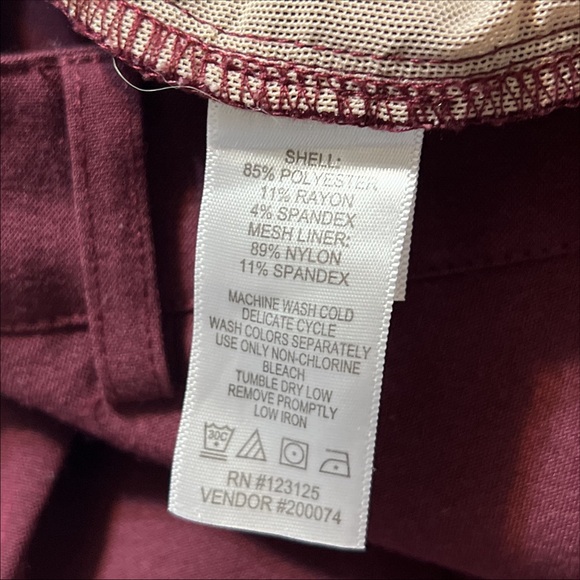 SHELL:
85% POLYESTER
11% RAYON
4% SPANDEX
MESH LINER:
89% NYLON
11% SPANDEX
MACHINE WASH COLD
DELICATE CYCLE
WASH COLORS SEPARATELY
USE ONLY NON-CHLORINE
BLEACH
TUMBLE DRY LOW
REMOVE PROMPTLY
LOW IRON
30C
RN #123125
VENDOR #200074